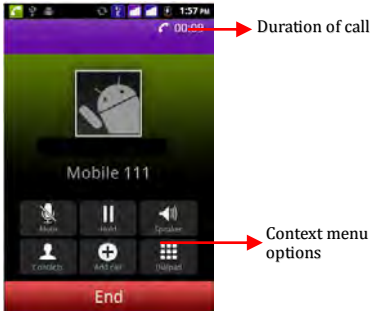 1:57 PM
00:09
Duration of call
Mobile 111
Mute
Hold
Speaker
Contacts
Add call
Dialpad
Context menu
options
End